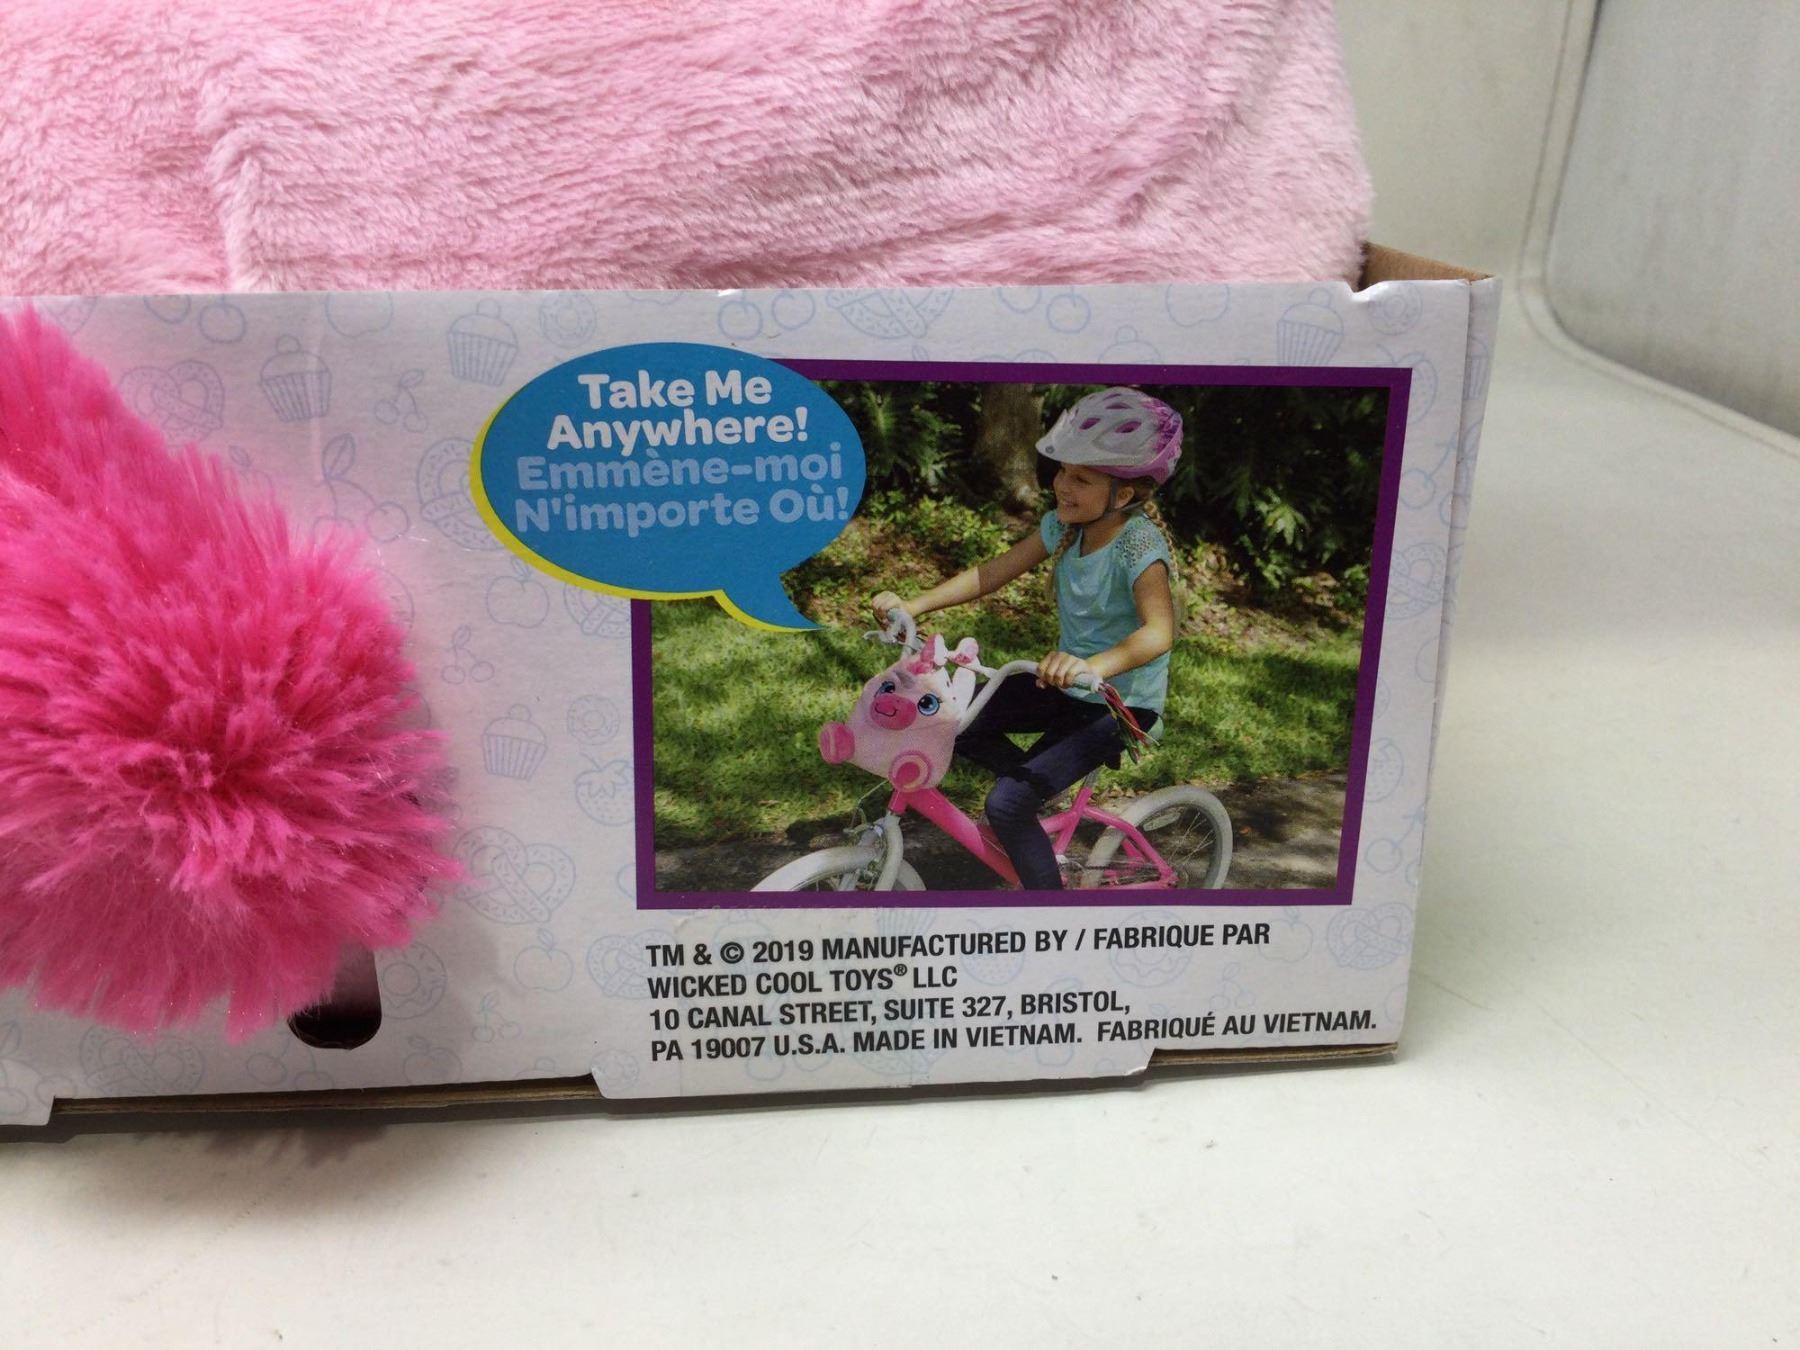 Take Me
Anywhere!
Emmène-moi
N'importe Où!
TM & © 2019 MANUFACTURED BY / FABRIQUE PAR
WICKED COOL TOYS® LLC
10 CANAL STREET, SUITE 327, BRISTOL,
PA 19007 U.S.A. MADE IN VIETNAM. FABRIQUÉ AU VIETNAM.